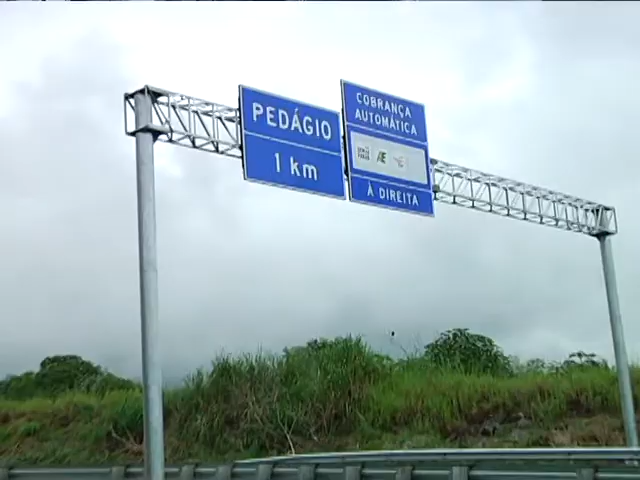 PEDÁGIO
1 km
COBRANÇA
AUTOMÁTICA
À DIREITA